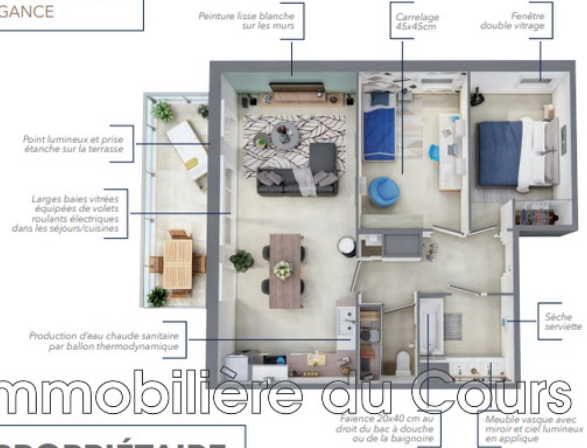 GANCE
Peinture lisse blanche
sur les murs
Carrelage
45x45cm
Fenêtre
double vitrage
Point lumineux et prise
étanche sur la terrasse
Larges baies vitrées
équipées de volets
roulants électriques
dans les séjours/cuisines
Production d'eau chaude sanitaire
par ballon thermodynamique
Sèche
serviette
mmobilière du Cours
Faïence 20x40 cm au
droit du bac à douche
ou de la baignoire
Meuble vasque avec
miroir et ciel lumineux
en applique
PROPRIÉTAIRE